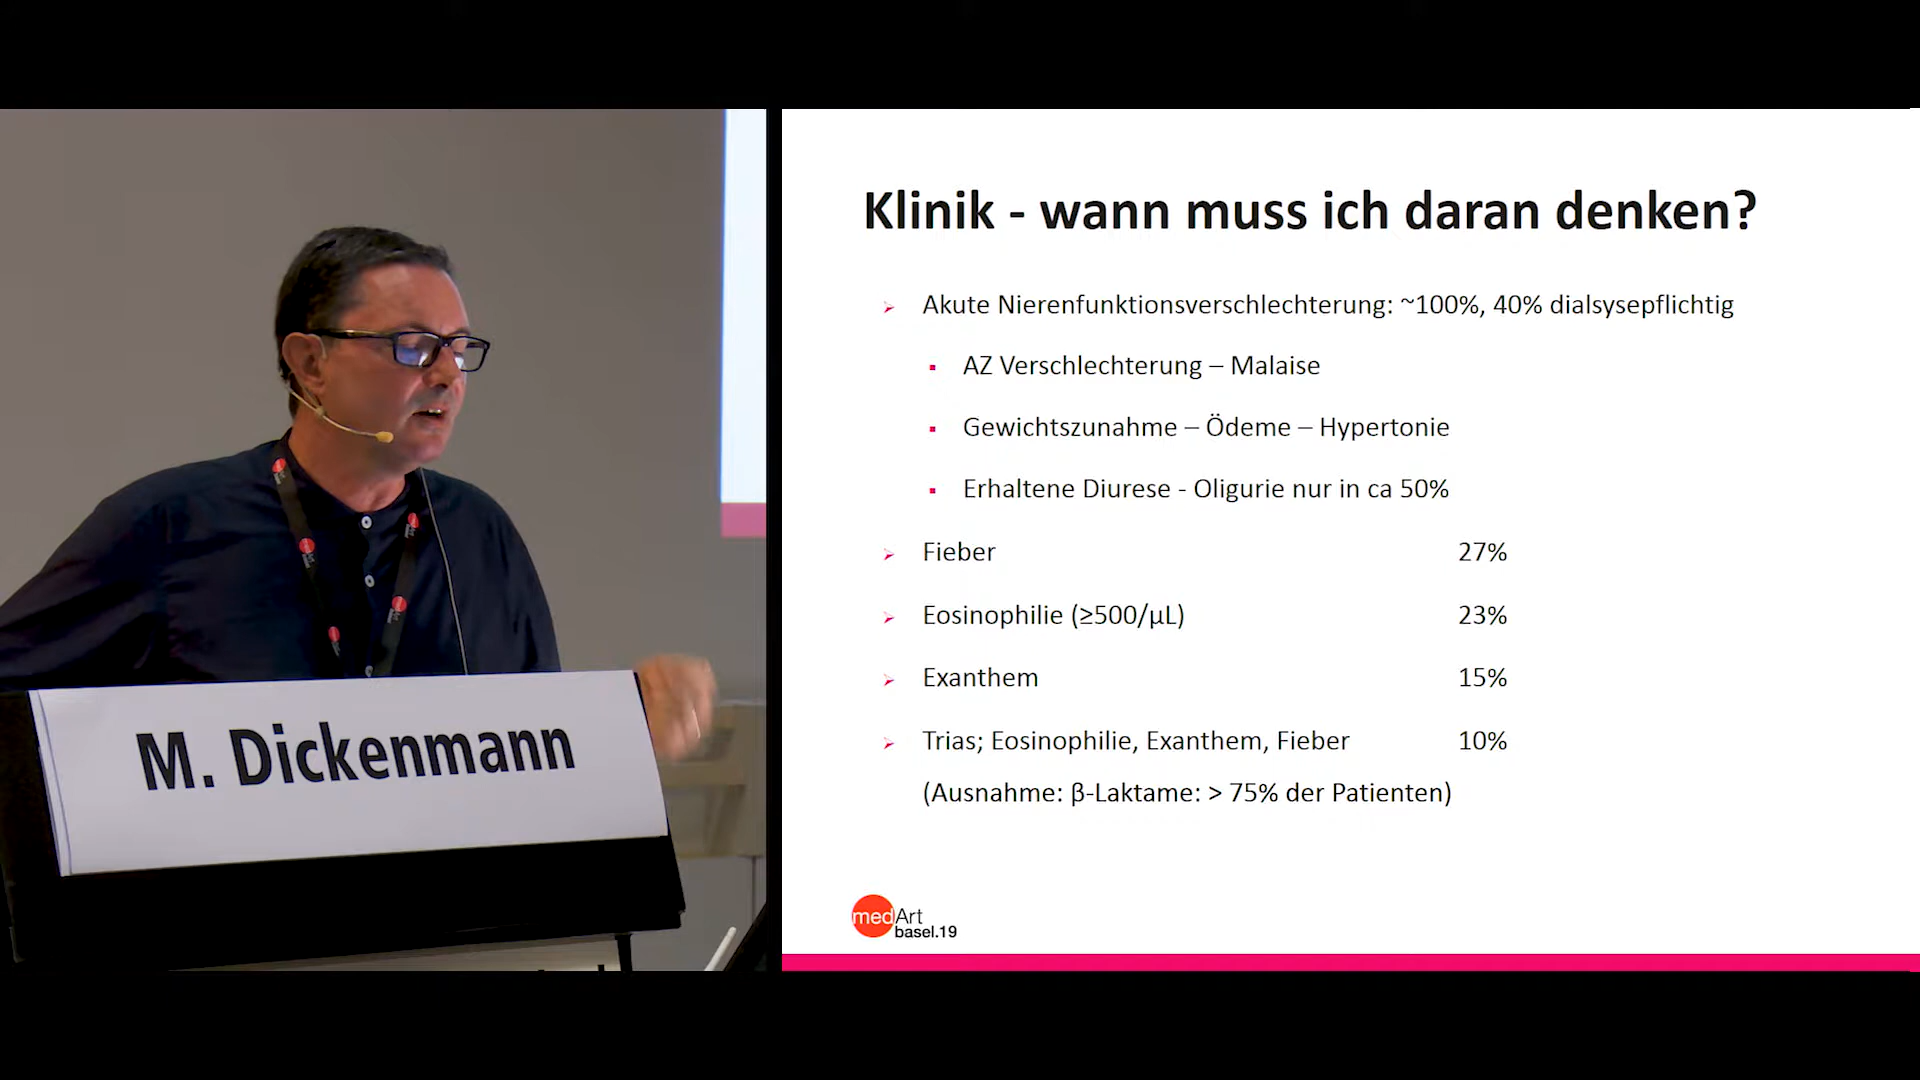 M. Dickenmann
Klinik - wann muss ich daran denken?
Akute Nierenfunktionsverschlechterung: ~100%, 40% dialsysepflichtig
AZ Verschlechterung – Malaise
Gewichtszunahme – Ödeme – Hypertonie
Erhaltene Diurese - Oligurie nur in ca 50%
Fieber 27%
Eosinophilie (≥500/µL) 23%
Exanthem 15%
Trias; Eosinophilie, Exanthem, Fieber 10%
(Ausnahme: β-Laktame: > 75% der Patienten)
medArt
basel.19